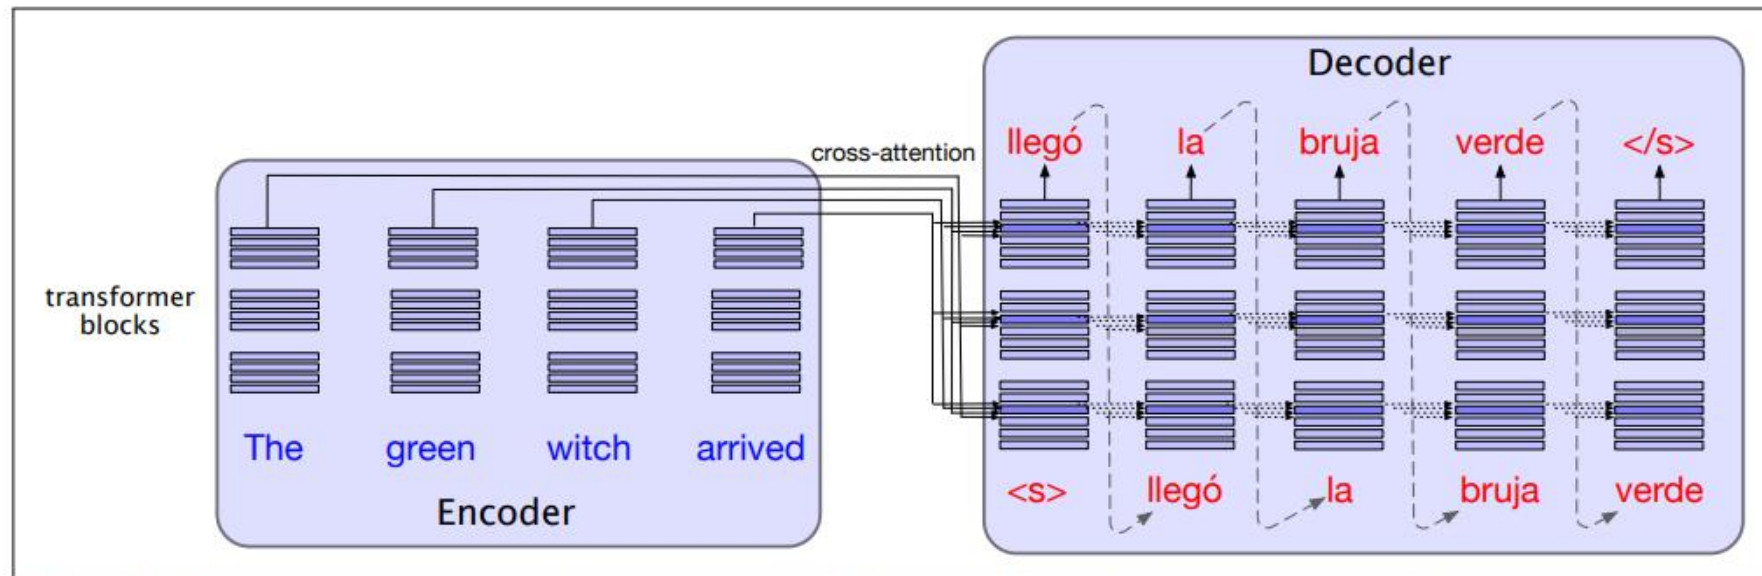 Decoder
llegó la bruja verde </s>
cross-attention
transformer
blocks
The green witch arrived
<s> llegó la bruja verde
Encoder